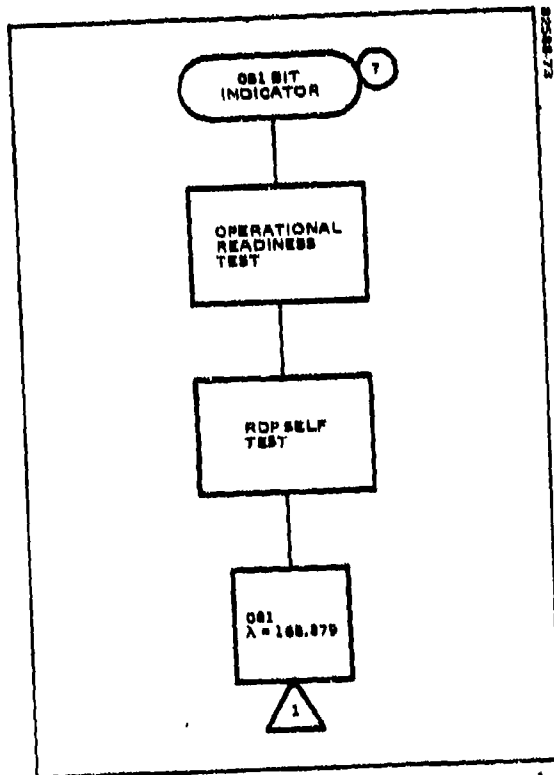 7
081 BIT
INDICATOR
OPERATIONAL
READINESS
TEST
RDP SELF
TEST
081
λ = 168.879
1